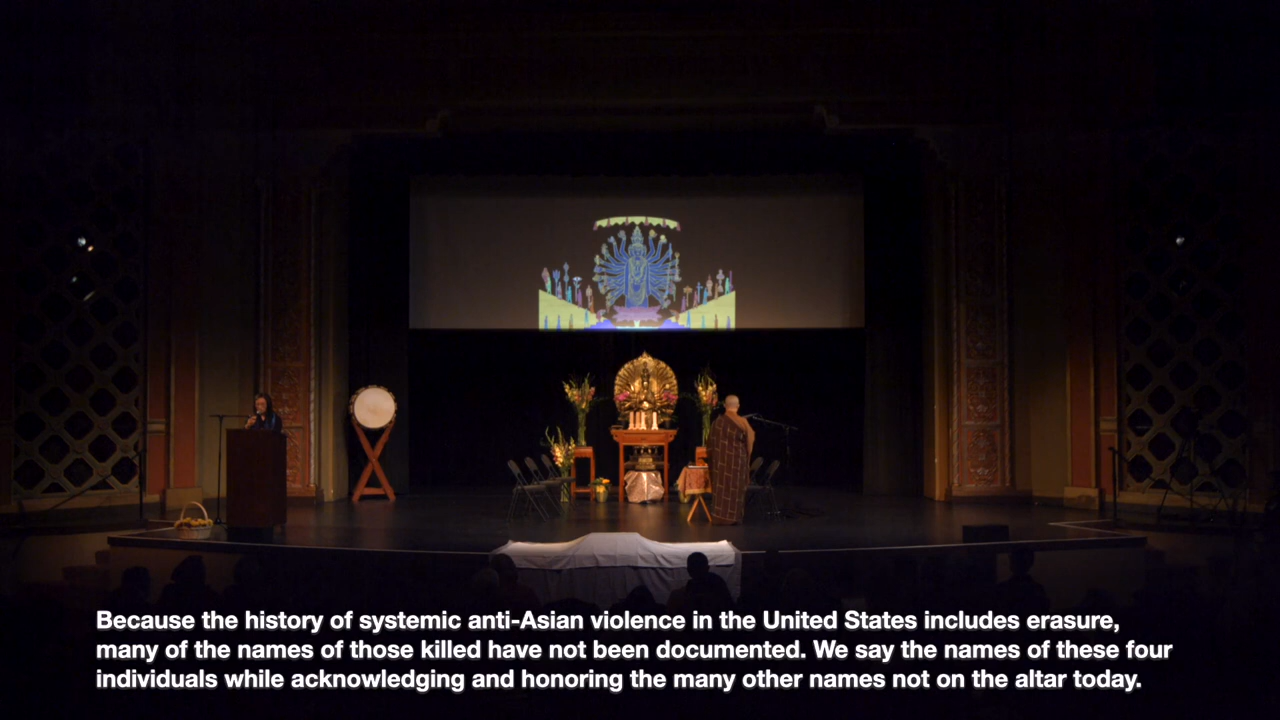 Because the history of systemic anti-Asian violence in the United States includes erasure,
many of the names of those killed have not been documented. We say the names of these four
individuals while acknowledging and honoring the many other names not on the altar today.